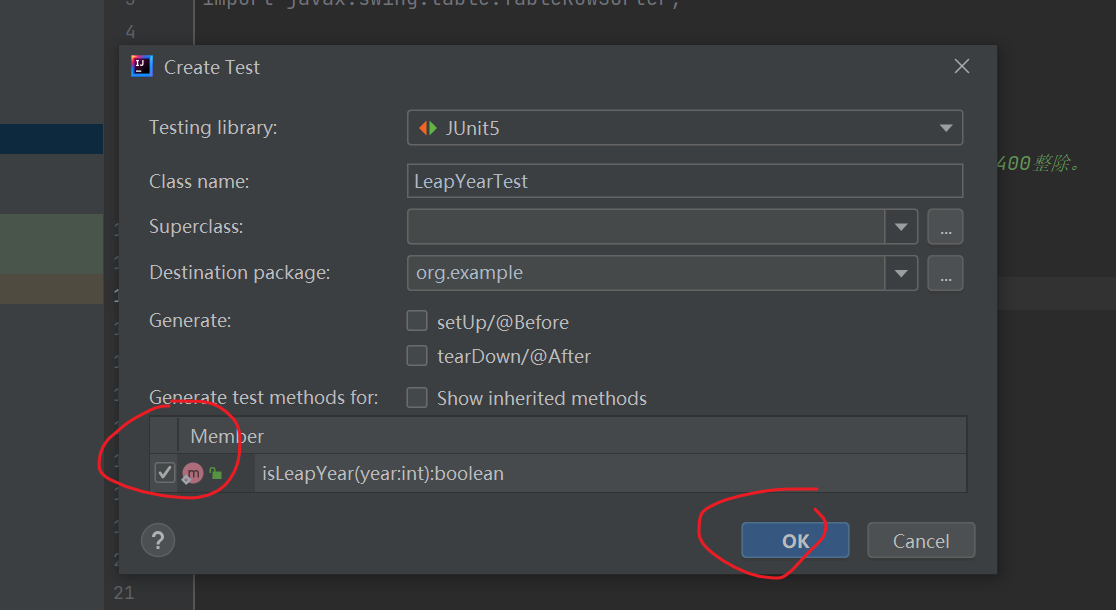 3
import javax.swing.table.TableRowSorter;
4
Create Test
Testing library:
JUnit5
400整除。
Class name:
LeapYearTest
Superclass:
...
Destination package:
org.example
...
Generate:
setUp/@Before
tearDown/@After
Generate test methods for:
Show inherited methods
Member
m
isLeapYear(year:int):boolean
?
OK
Cancel
21